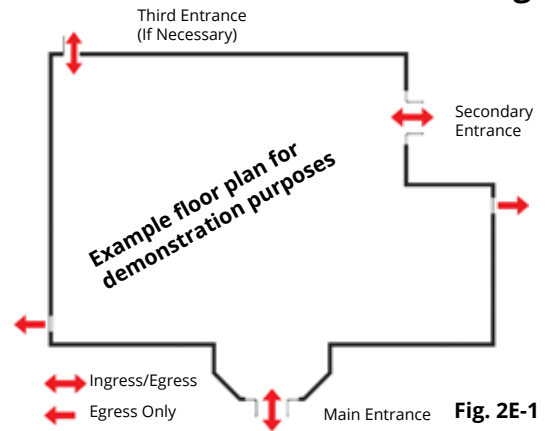 Third Entrance
(If Necessary)
Secondary
Entrance
Example floor plan for
demonstration purposes
Ingress/Egress
Egress Only
Main Entrance
Fig. 2E-1